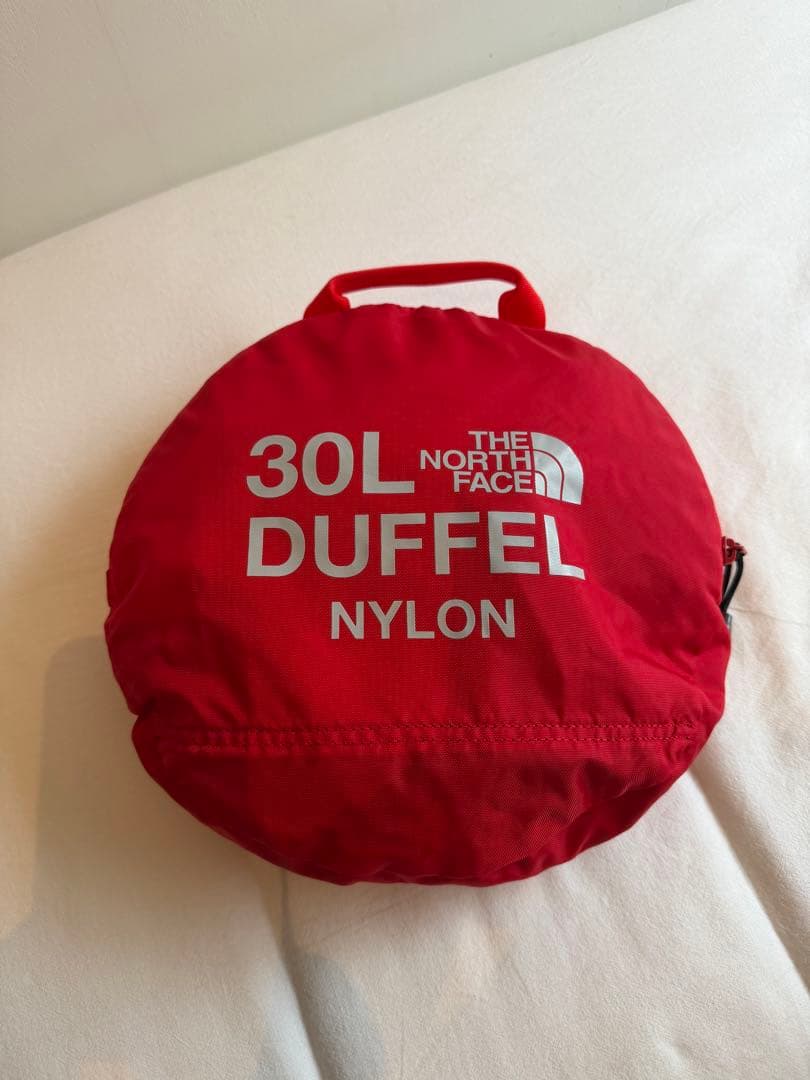 30L
THE
NORTH
FACE
DUFFEL
NYLON